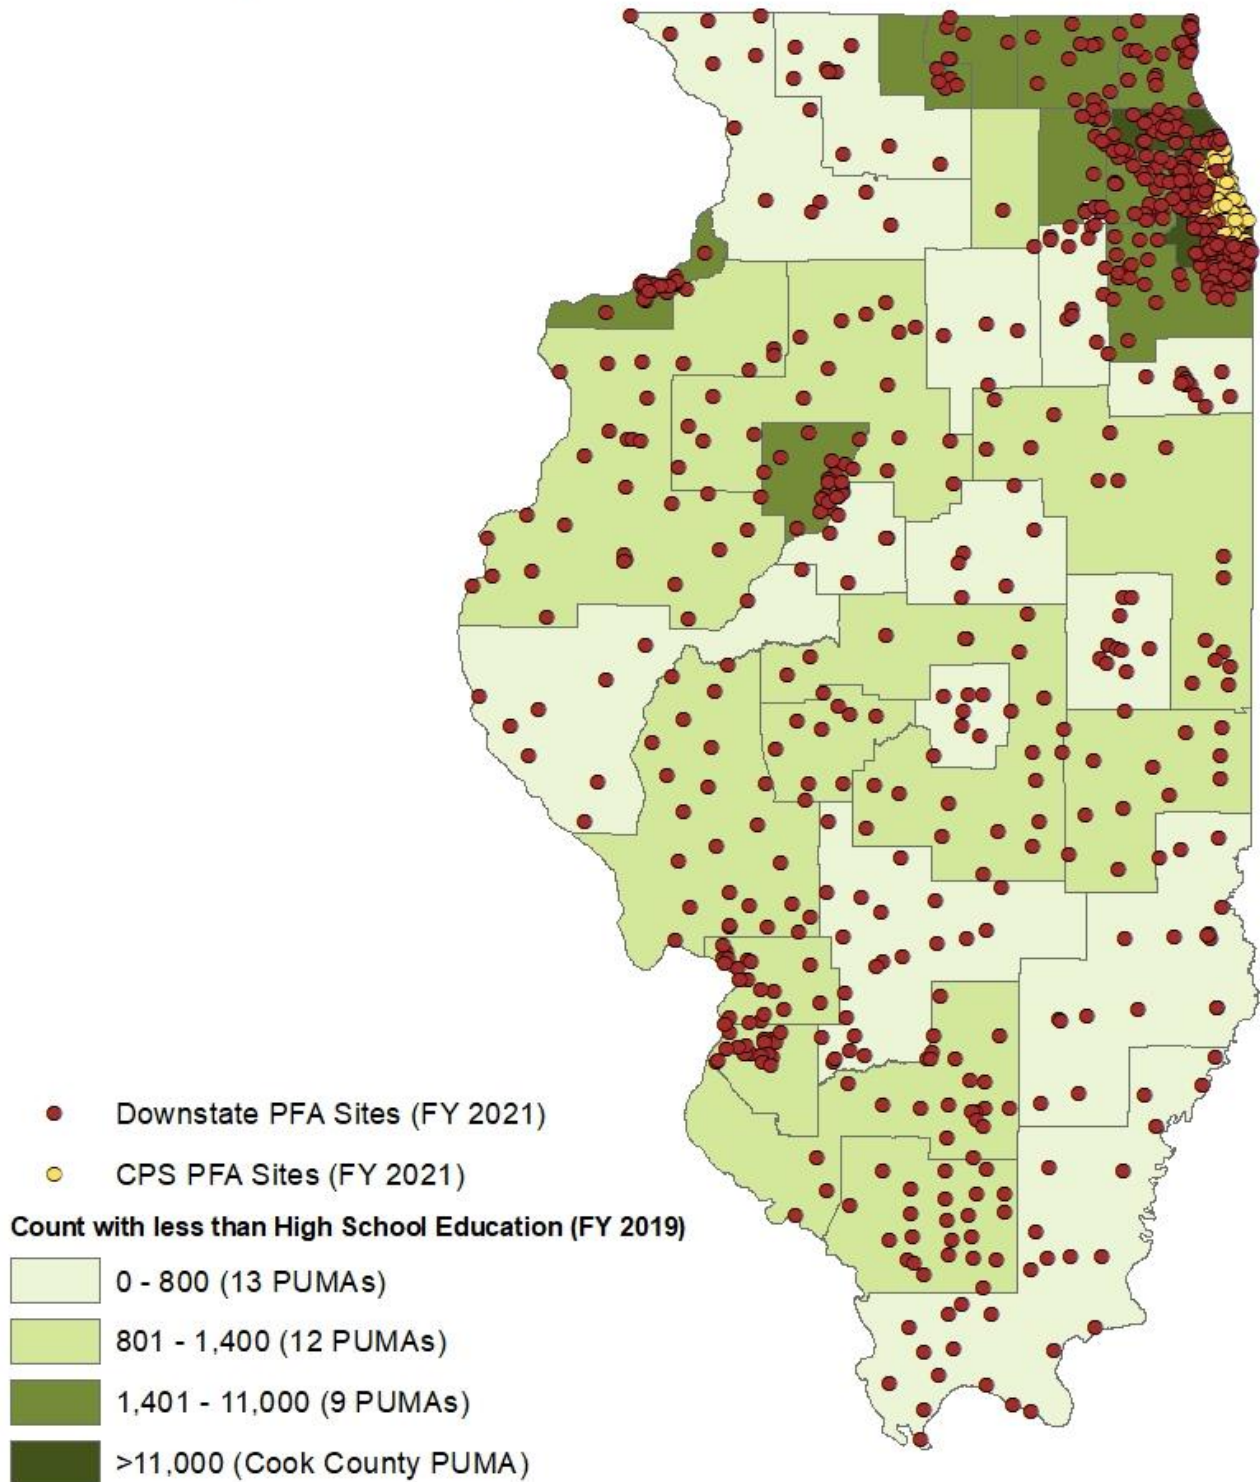 Downstate PFA Sites (FY 2021)
CPS PFA Sites (FY 2021)
Count with less than High School Education (FY 2019)
0 - 800 (13 PUMAs)
801 - 1,400 (12 PUMAs)
1,401 - 11,000 (9 PUMAs)
>11,000 (Cook County PUMA)